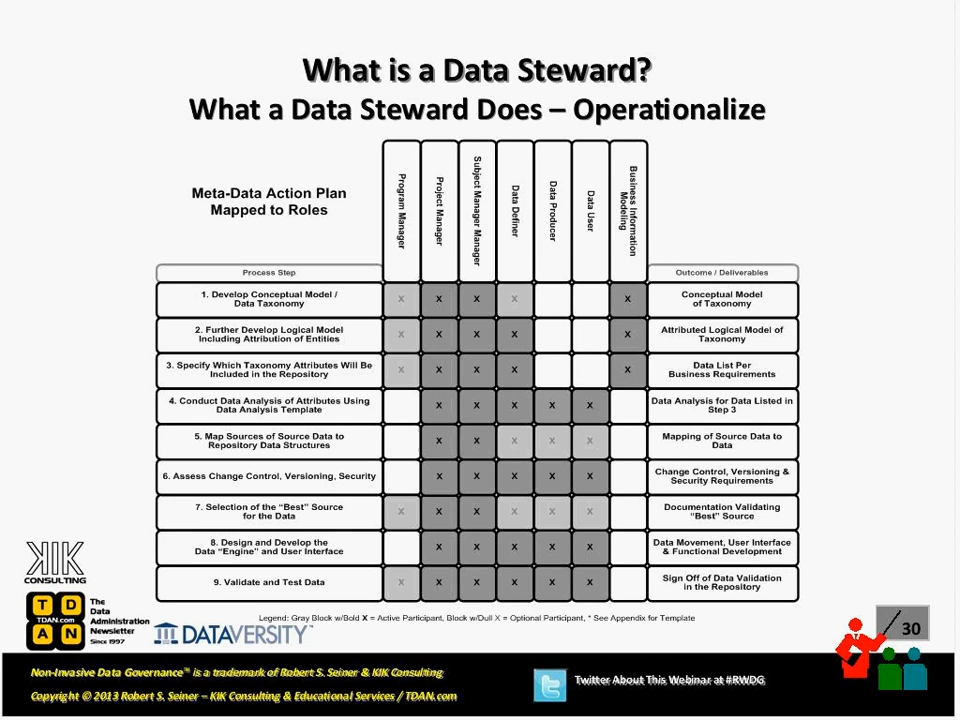 What is a Data Steward?
What a Data Steward Does – Operationalize
Meta-Data Action Plan
Mapped to Roles
Program Manager
Project Manager
Subject Manager Manager
Data Definer
Data Producer
Data User
Business Information
Modeling
Process Step
Outcome / Deliverables
1. Develop Conceptual Model /
Data Taxonomy
X X X X X
Conceptual Model
of Taxonomy
2. Further Develop Logical Model
Including Attribution of Entities
X X X X X
Attributed Logical Model of
Taxonomy
3. Specify Which Taxonomy Attributes Will Be
Included in the Repository
X X X X X
Data List Per
Business Requirements
4. Conduct Data Analysis of Attributes Using
Data Analysis Template
X X X X X
Data Analysis for Data Listed in
Step 3
5. Map Sources of Source Data to
Repository Data Structures
X X X X X
Mapping of Source Data to
Data
6. Assess Change Control, Versioning, Security
X X X X X
Change Control, Versioning &
Security Requirements
7. Selection of the “Best” Source
for the Data
X X X X X X
Documentation Validating
“Best” Source
8. Design and Develop the
Data “Engine” and User Interface
X X X X X
Data Movement, User Interface
& Functional Development
9. Validate and Test Data
X X X X X X
Sign Off of Data Validation
in the Repository
Legend: Gray Block w/Bold X = Active Participant, Block w/Dull X = Optional Participant, * See Appendix for Template
KIK
CONSULTING
T D
TDAN.com
A N
The
Data
Administration
Newsletter
Since 1997
DATAVERSITY™
30
Non-Invasive Data Governance™ is a trademark of Robert S. Seiner & KIK Consulting
Copyright © 2013 Robert S. Seiner – KIK Consulting & Educational Services / TDAN.com
Twitter About This Webinar at #RWDG